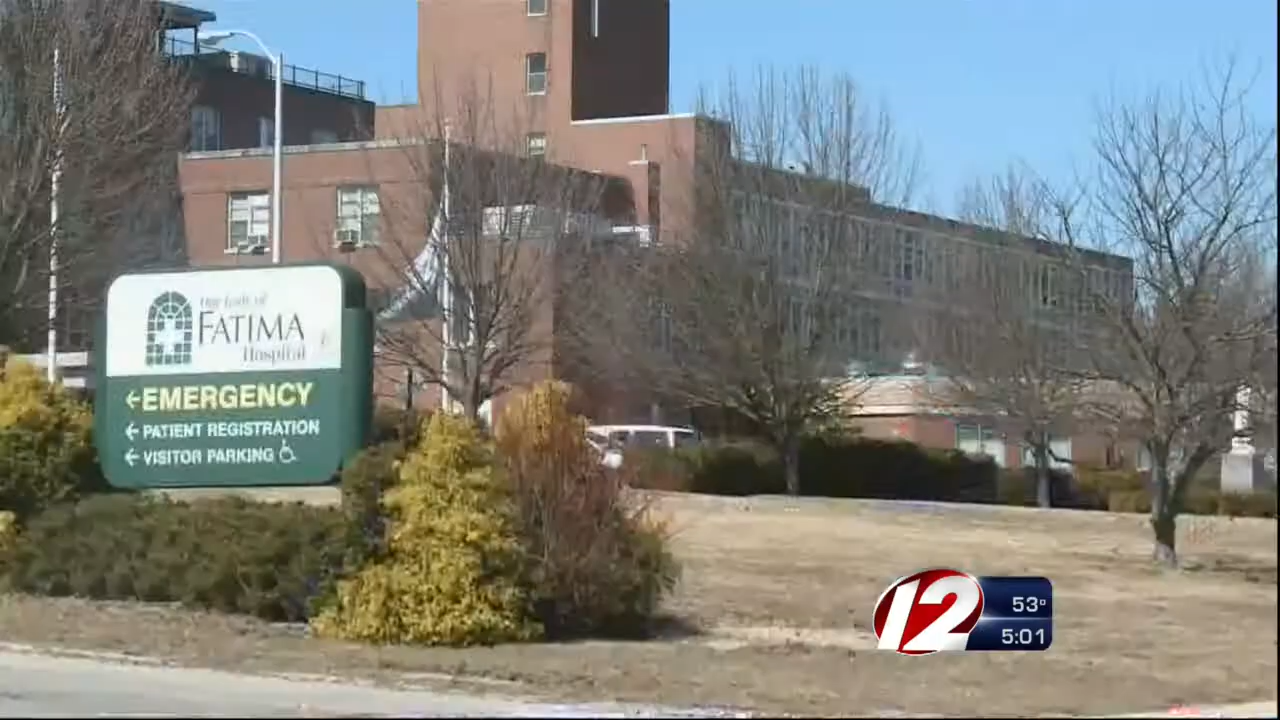 Our Lady of
FATIMA
Hospital
←EMERGENCY
←PATIENT REGISTRATION
←VISITOR PARKING
12
53°
5:01